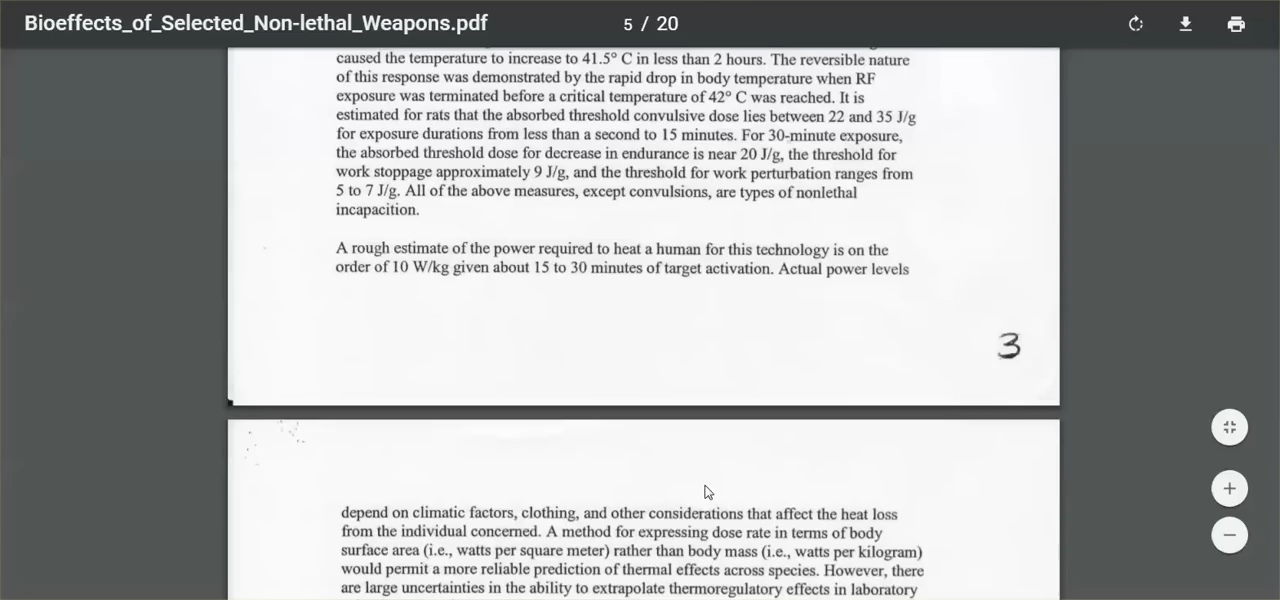 Bioeffects_of_Selected_Non-lethal_Weapons.pdf
5 / 20
caused the temperature to increase to 41.5° C in less than 2 hours. The reversible nature
of this response was demonstrated by the rapid drop in body temperature when RF
exposure was terminated before a critical temperature of 42° C was reached. It is
estimated for rats that the absorbed threshold convulsive dose lies between 22 and 35 J/g
for exposure durations from less than a second to 15 minutes. For 30-minute exposure,
the absorbed threshold dose for decrease in endurance is near 20 J/g, the threshold for
work stoppage approximately 9 J/g, and the threshold for work perturbation ranges from
5 to 7 J/g. All of the above measures, except convulsions, are types of nonlethal
incapacition.
A rough estimate of the power required to heat a human for this technology is on the
order of 10 W/kg given about 15 to 30 minutes of target activation. Actual power levels
3
depend on climatic factors, clothing, and other considerations that affect the heat loss
from the individual concerned. A method for expressing dose rate in terms of body
surface area (i.e., watts per square meter) rather than body mass (i.e., watts per kilogram)
would permit a more reliable prediction of thermal effects across species. However, there
are large uncertainties in the ability to extrapolate thermoregulatory effects in laboratory